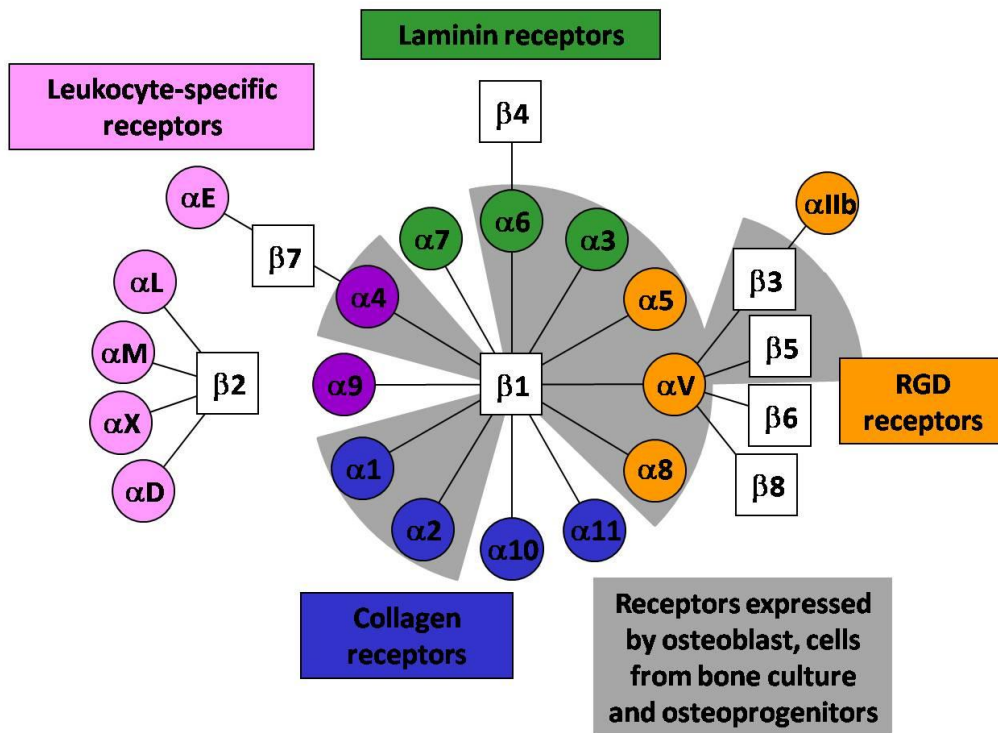 Laminin receptors
Leukocyte-specific
receptors
β4
αE
αIIb
α6
α7
α3
β7
β3
αL
α4
α5
β5
αM
β2
α9
β1
αV
RGD
receptors
β6
αX
α1
α8
β8
αD
α2
α10
α11
Collagen
receptors
Receptors expressed
by osteoblast, cells
from bone culture
and osteoprogenitors